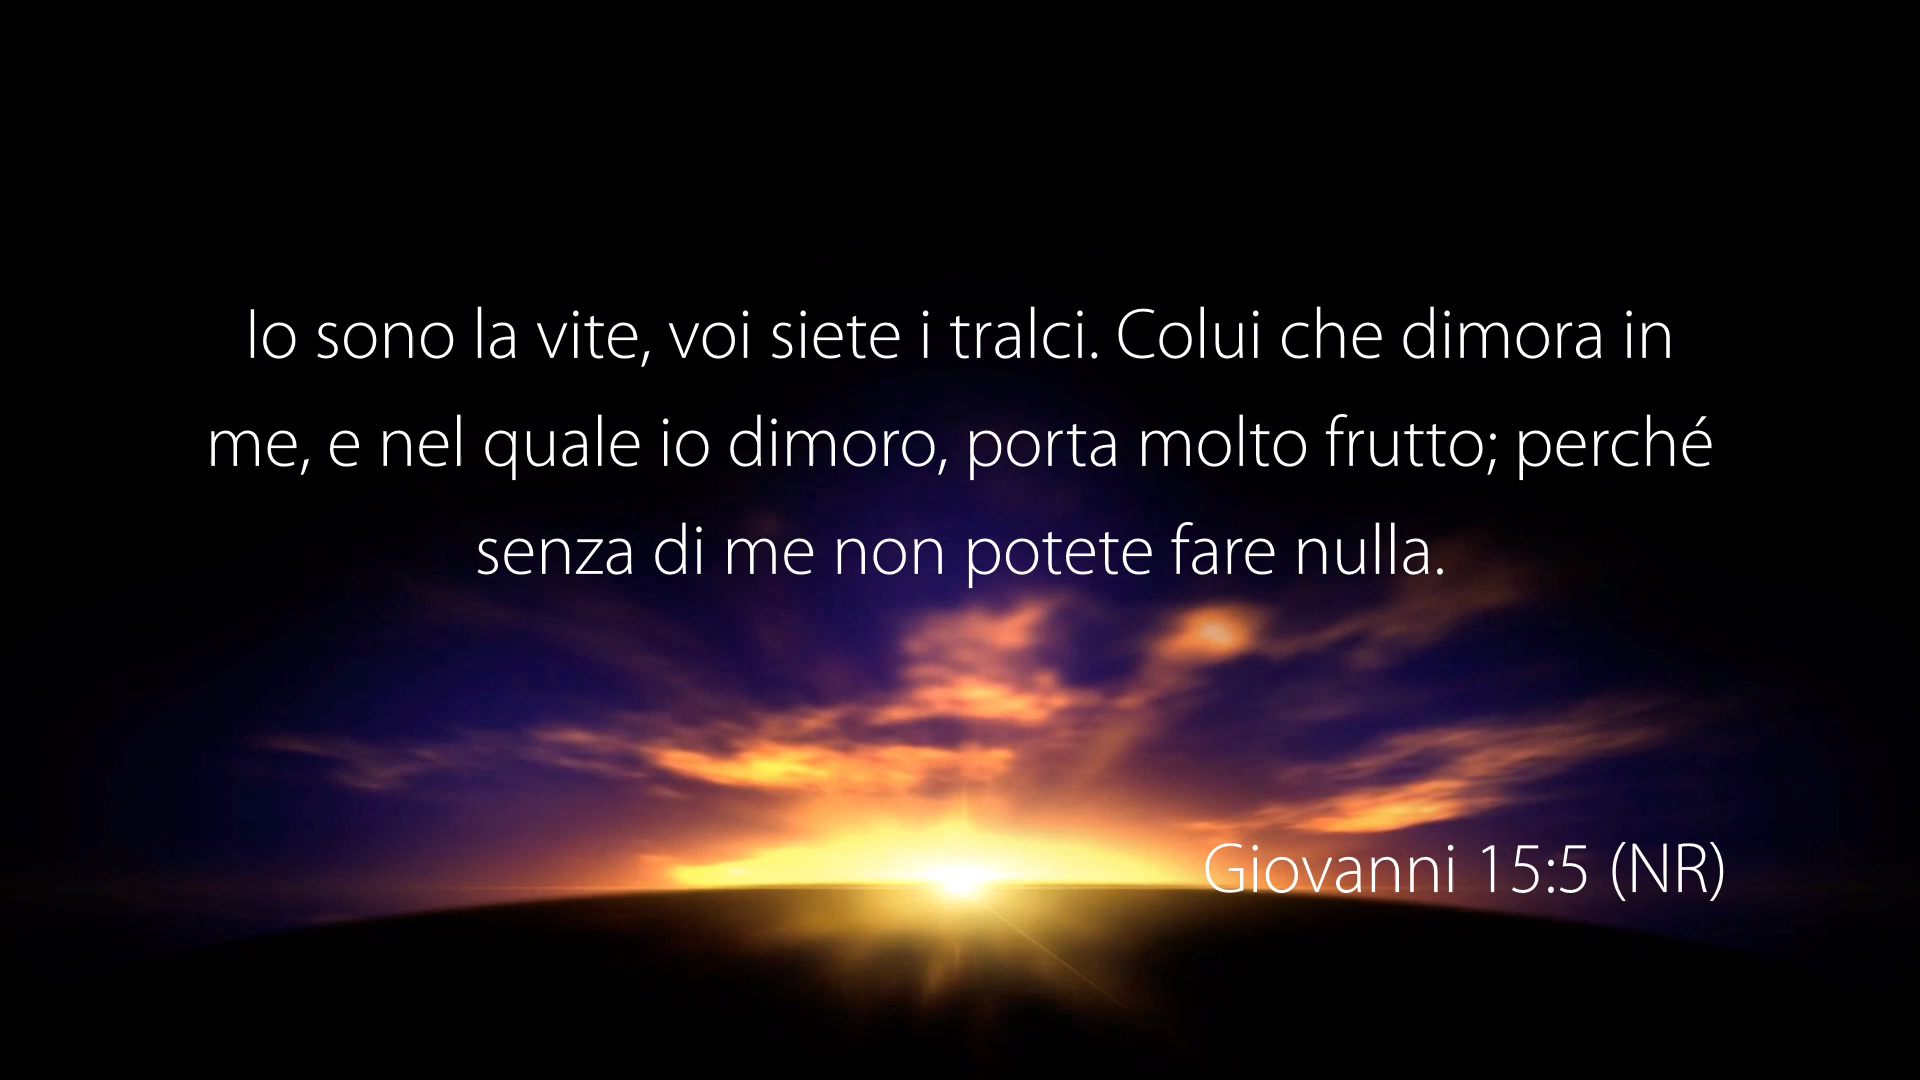 Io sono la vite, voi siete i tralci. Colui che dimora in
me, e nel quale io dimoro, porta molto frutto; perché
senza di me non potete fare nulla.
Giovanni 15:5 (NR)